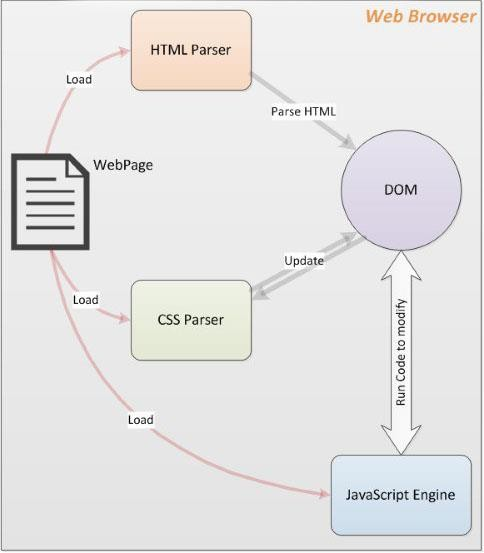 Web Browser
HTML Parser
Load
Parse HTML
WebPage
DOM
Update
Load
CSS Parser
Run Code to modify
Load
JavaScript Engine